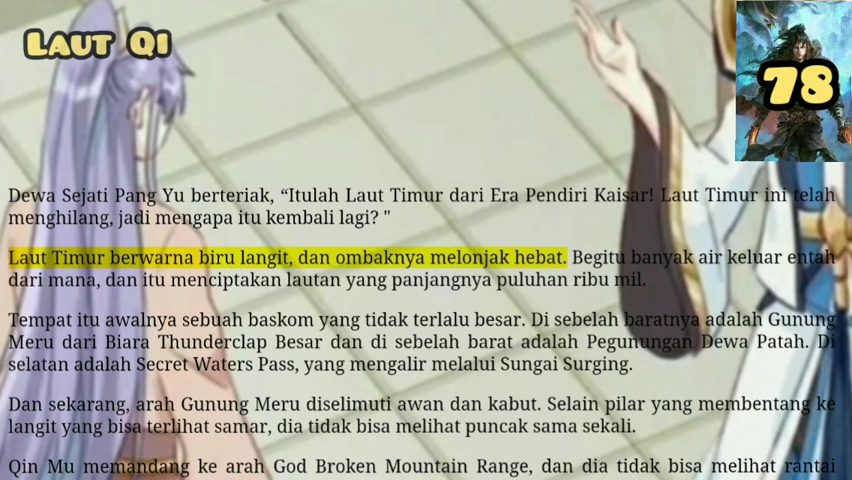 LAUT QI
78
Dewa Sejati Pang Yu berteriak, “Itulah Laut Timur dari Era Pendiri Kaisar! Laut Timur ini telah
menghilang, jadi mengapa itu kembali lagi? "
Laut Timur berwarna biru langit, dan ombaknya melonjak hebat. Begitu banyak air keluar entah
dari mana, dan itu menciptakan lautan yang panjangnya puluhan ribu mil.
Tempat itu awalnya sebuah baskom yang tidak terlalu besar. Di sebelah baratnya adalah Gunung
Meru dari Biara Thunderclap Besar dan di sebelah barat adalah Pegunungan Dewa Patah. Di
selatan adalah Secret Waters Pass, yang mengalir melalui Sungai Surging.
Dan sekarang, arah Gunung Meru diselimuti awan dan kabut. Selain pilar yang membentang ke
langit yang bisa terlihat samar, dia tidak bisa melihat puncak sama sekali.
Qin Mu memandang ke arah God Broken Mountain Range, dan dia tidak bisa melihat rantai